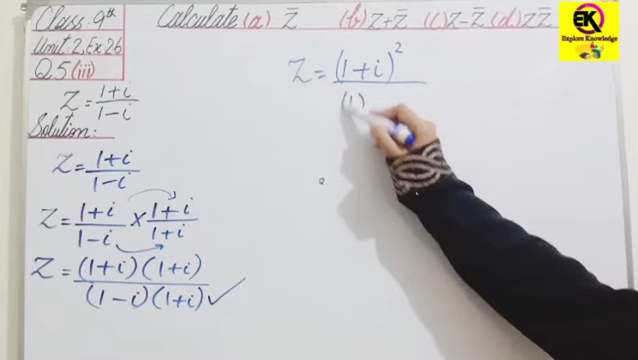 Class 9th
Unit 2, Ex 2.6
Q.5 (iii)
Calculate (a) z̄ (b) z+z̄ (c) z-z̄ (d) zz̄
EK
Explore Knowledge
Z = 1+i / 1-i
Solution:
Z = 1+i / 1-i
Z = 1+i / 1-i × 1+i / 1+i
Z = (1+i)(1+i) / (1-i)(1+i) ✓
Z = (1+i)² / (1)